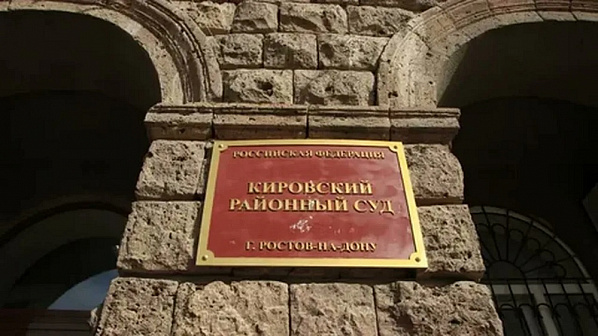 РОССИЙСКАЯ ФЕДЕРАЦИЯ
КИРОВСКИЙ
РАЙОННЫЙ СУД
Г. РОСТОВ-НА-ДОНУ